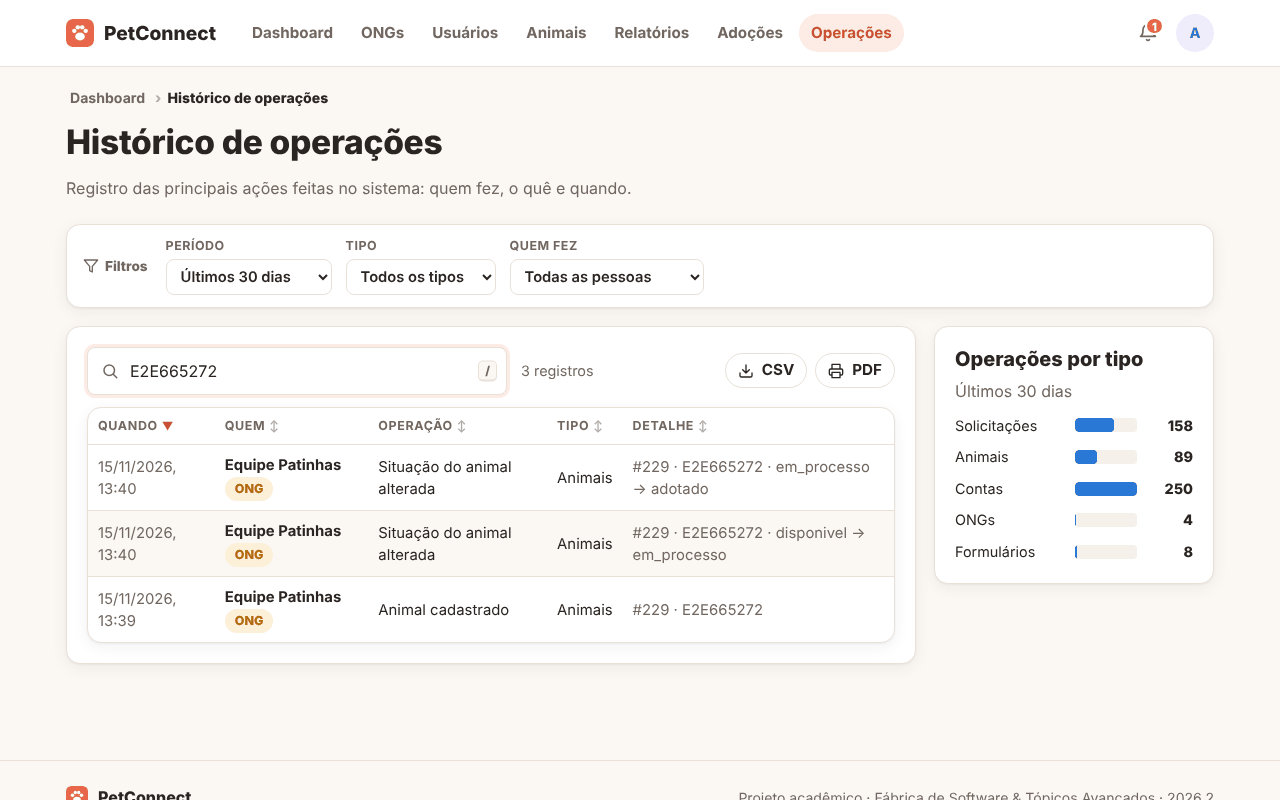 PetConnect
Dashboard
ONGs
Usuários
Animais
Relatórios
Adoções
Operações
1
A
Dashboard › Histórico de operações
Histórico de operações
Registro das principais ações feitas no sistema: quem fez, o quê e quando.
Filtros
PERÍODO
Últimos 30 dias
TIPO
Todos os tipos
QUEM FEZ
Todas as pessoas
E2E665272
/
3 registros
CSV
PDF
QUANDO ▼
QUEM
OPERAÇÃO
TIPO
DETALHE
15/11/2026,
13:40
Equipe Patinhas
ONG
Situação do animal
alterada
Animais
#229 · E2E665272 · em_processo
→ adotado
15/11/2026,
13:40
Equipe Patinhas
ONG
Situação do animal
alterada
Animais
#229 · E2E665272 · disponivel →
em_processo
15/11/2026,
13:39
Equipe Patinhas
ONG
Animal cadastrado
Animais
#229 · E2E665272
Operações por tipo
Últimos 30 dias
Solicitações 158
Animais 89
Contas 250
ONGs 4
Formulários 8
PetConnect
Projeto acadêmico · Fábrica de Software & Tópicos Avançados · 2026.2